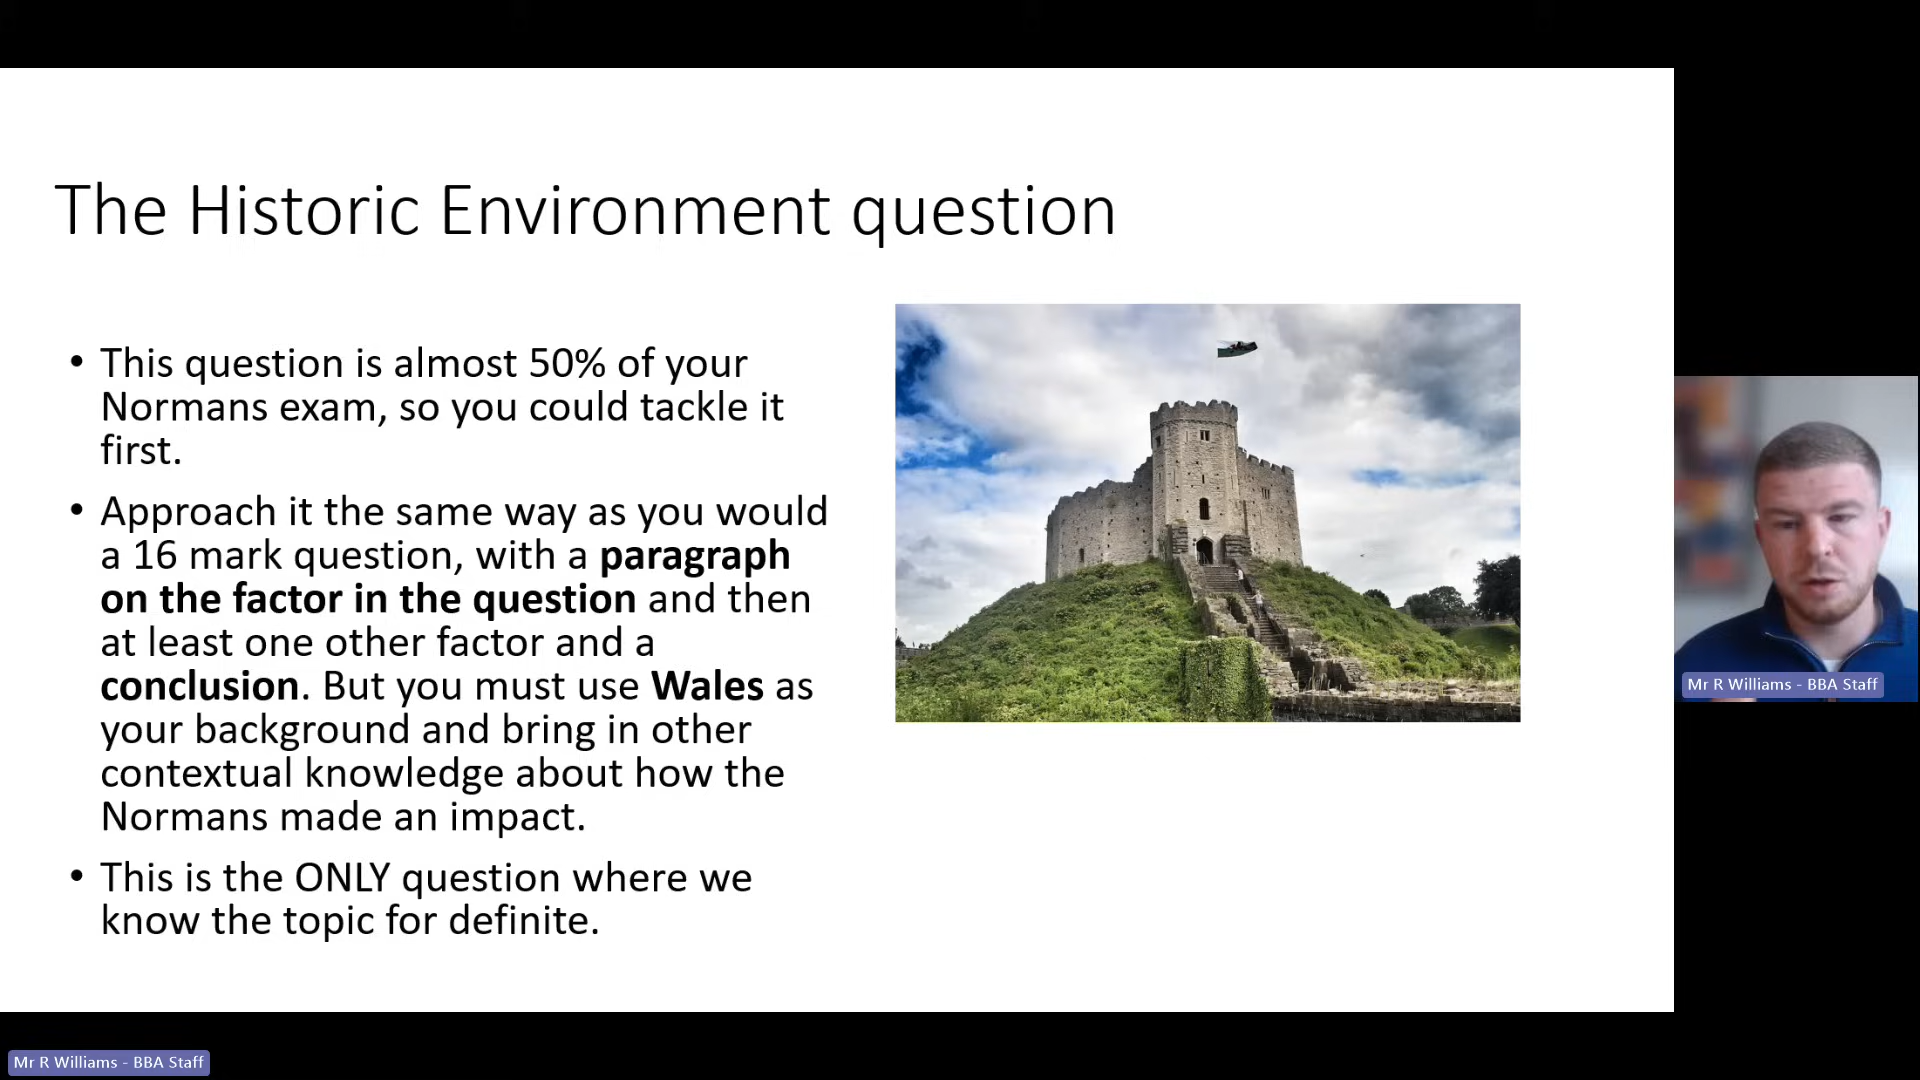 The Historic Environment question
• This question is almost 50% of your
Normans exam, so you could tackle it
first.
• Approach it the same way as you would
a 16 mark question, with a paragraph
on the factor in the question and then
at least one other factor and a
conclusion. But you must use Wales as
your background and bring in other
contextual knowledge about how the
Normans made an impact.
• This is the ONLY question where we
know the topic for definite.
Mr R Williams - BBA Staff
Mr R Williams - BBA Staff